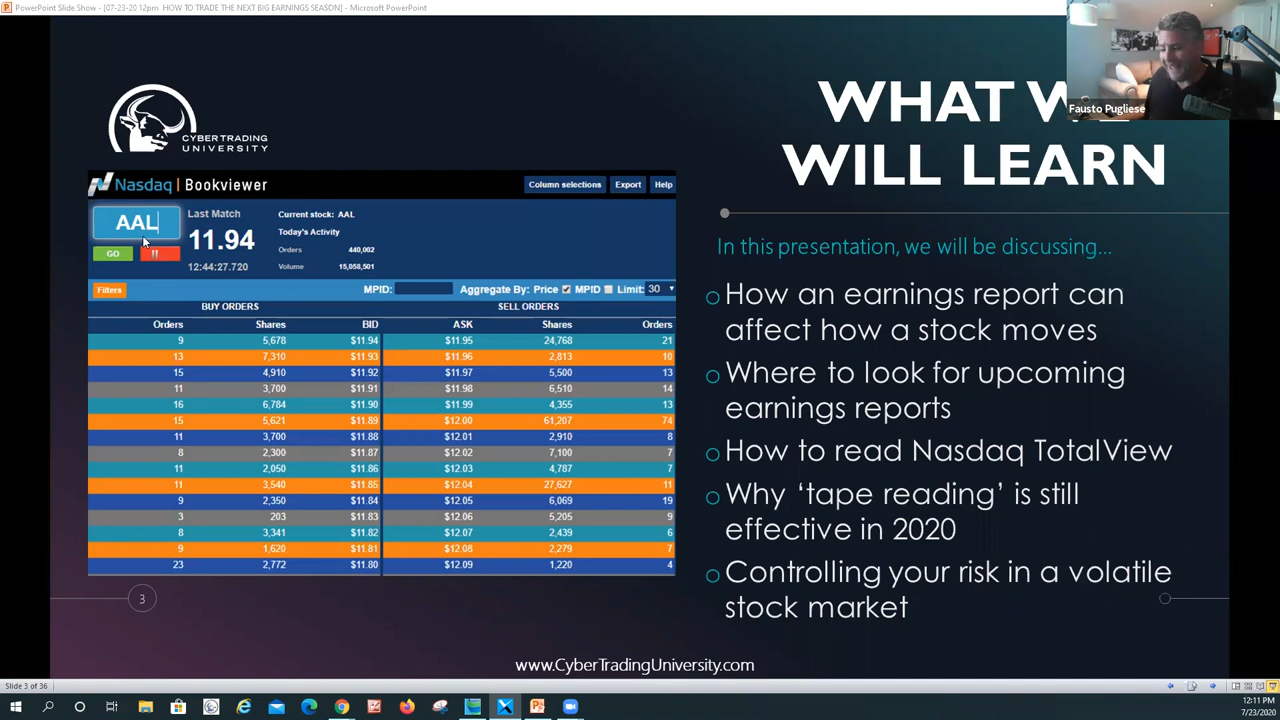 PowerPoint Slide Show - [07-23-20 12pm HOW TO TRADE THE NEXT BIG EARNINGS SEASON] - Microsoft PowerPoint
Fausto Pugliese
CYBERTRADING
UNIVERSITY
WHAT W
WILL LEARN
Nasdaq | Bookviewer
Column selections Export Help
AAL
GO
Last Match
11.94
12:44:27.720
Current stock: AAL
Today's Activity
Orders 440,002
Volume 15,058,501
Filters MPID: Aggregate By: Price MPID Limit: 30
BUY ORDERS SELL ORDERS
Orders Shares BID ASK Shares Orders
9 5,678 $11.94 $11.95 24,768 21
13 7,310 $11.93 $11.96 2,813 10
15 4,910 $11.92 $11.97 5,500 13
11 3,700 $11.91 $11.98 6,510 14
16 6,784 $11.90 $11.99 4,355 13
15 5,621 $11.89 $12.00 61,207 74
11 3,700 $11.88 $12.01 2,910 8
8 2,300 $11.87 $12.02 7,100 7
11 2,050 $11.86 $12.03 4,787 7
11 3,540 $11.85 $12.04 27,627 11
9 2,350 $11.84 $12.05 6,069 19
3 203 $11.83 $12.06 5,205 9
8 3,341 $11.82 $12.07 2,439 6
9 1,620 $11.81 $12.08 2,279 7
23 2,772 $11.80 $12.09 1,220 4
In this presentation, we will be discussing...
How an earnings report can
affect how a stock moves
Where to look for upcoming
earnings reports
How to read Nasdaq TotalView
Why ‘tape reading’ is still
effective in 2020
Controlling your risk in a volatile
stock market
3
www.CyberTradingUniversity.com
Slide 3 of 36
12:11 PM
7/23/2020